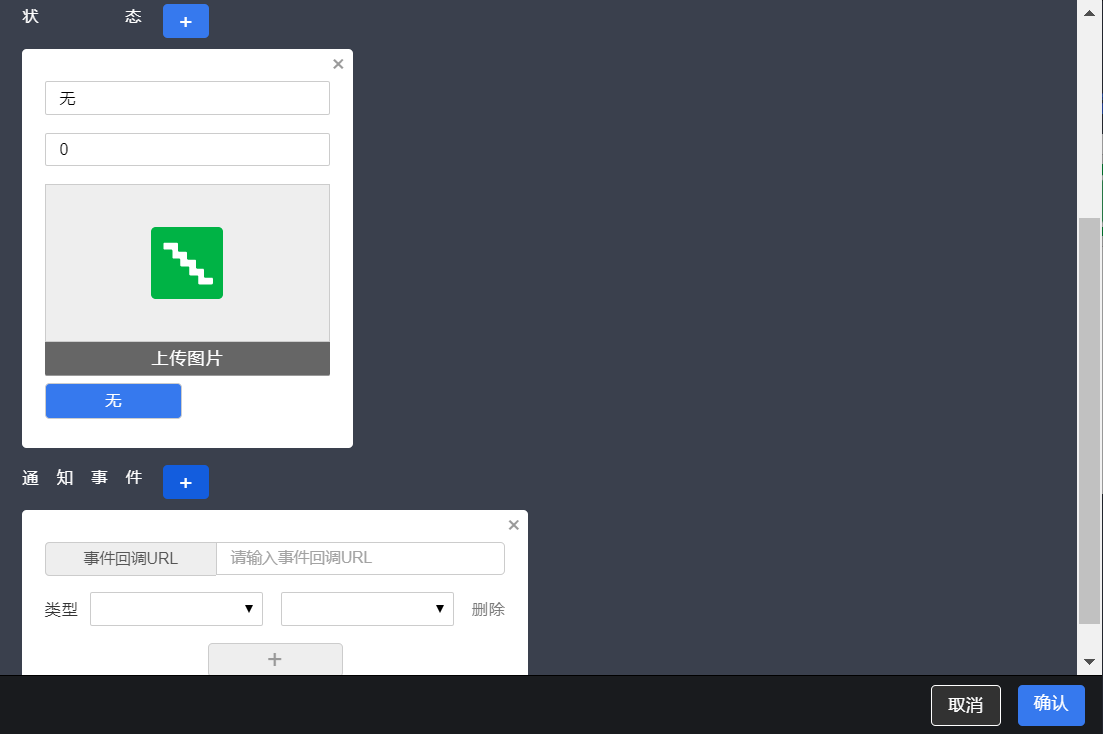 状态 +
×
无
0
上传图片
无
通知事件 +
×
事件回调URL 请输入事件回调URL
类型 删除
+
取消 确认